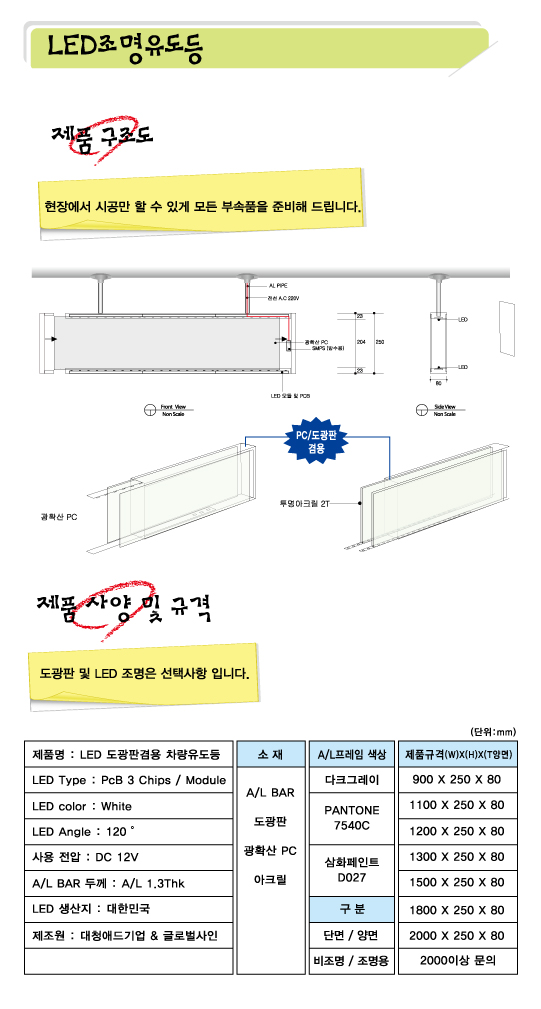 LED조명유도등
제품 구조도
현장에서 시공만 할 수 있게 모든 부속품을 준비해 드립니다.
AL PIPE
전선 A.C 220V
23
광확산 PC
204
250
SMPS (방수용)
23
LED 모듈 및 PCB
LED
LED
80
Front View
Non Scale
Side View
Non Scale
PC/도광판
겸용
광확산 PC
투명아크릴 2T
제품 사양 및 규격
도광판 및 LED 조명은 선택사항 입니다.
(단위:mm)
제품명 : LED 도광판겸용 차량유도등
LED Type : PcB 3 Chips / Module
LED color : White
LED Angle : 120 °
사용 전압 : DC 12V
A/L BAR 두께 : A/L 1,3Thk
LED 생산지 : 대한민국
제조원 : 대청애드기업 & 글로벌사인
소 재
A/L BAR
도광판
광확산 PC
아크릴
A/L프레임 색상
다크그레이
PANTONE
7540C
삼화페인트
D027
구 분
단면 / 양면
비조명 / 조명용
제품규격(W)X(H)X(T양면)
900 X 250 X 80
1100 X 250 X 80
1200 X 250 X 80
1300 X 250 X 80
1500 X 250 X 80
1800 X 250 X 80
2000 X 250 X 80
2000이상 문의